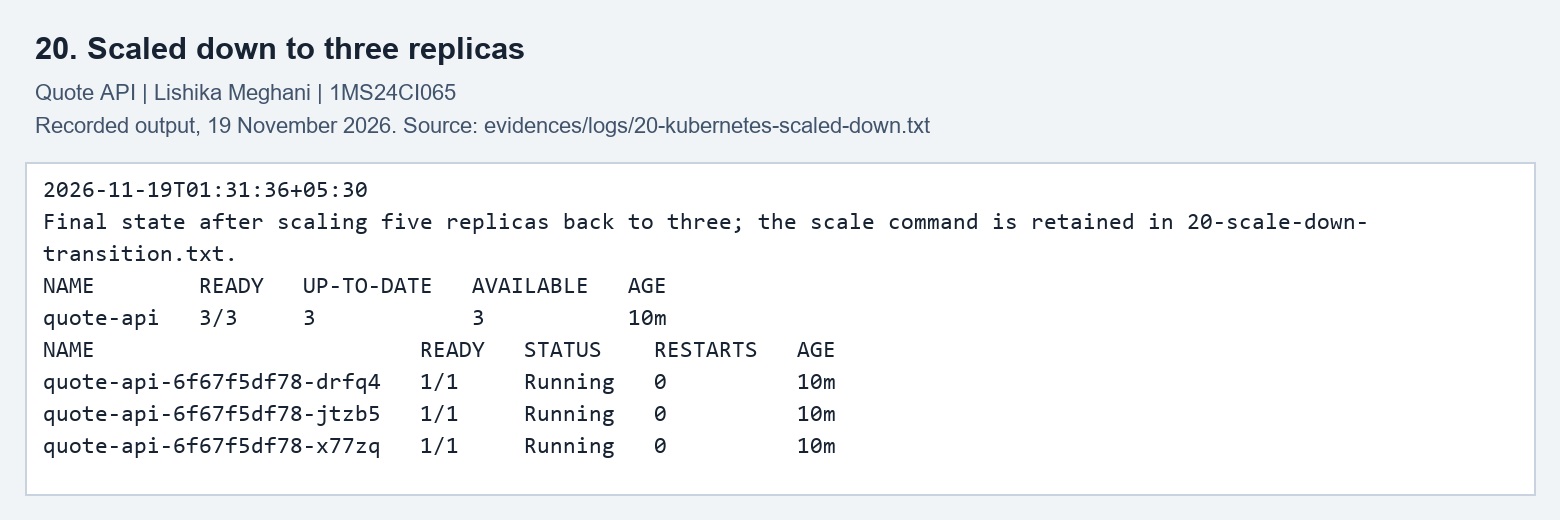 20. Scaled down to three replicas
Quote API | Lishika Meghani | 1MS24CI065
Recorded output, 19 November 2026. Source: evidences/logs/20-kubernetes-scaled-down.txt
2026-11-19T01:31:36+05:30
Final state after scaling five replicas back to three; the scale command is retained in 20-scale-down-
transition.txt.
NAME        READY   UP-TO-DATE   AVAILABLE   AGE
quote-api   3/3     3            3           10m
NAME                         READY   STATUS    RESTARTS   AGE
quote-api-6f67f5df78-drfq4   1/1     Running   0          10m
quote-api-6f67f5df78-jtzb5   1/1     Running   0          10m
quote-api-6f67f5df78-x77zq   1/1     Running   0          10m